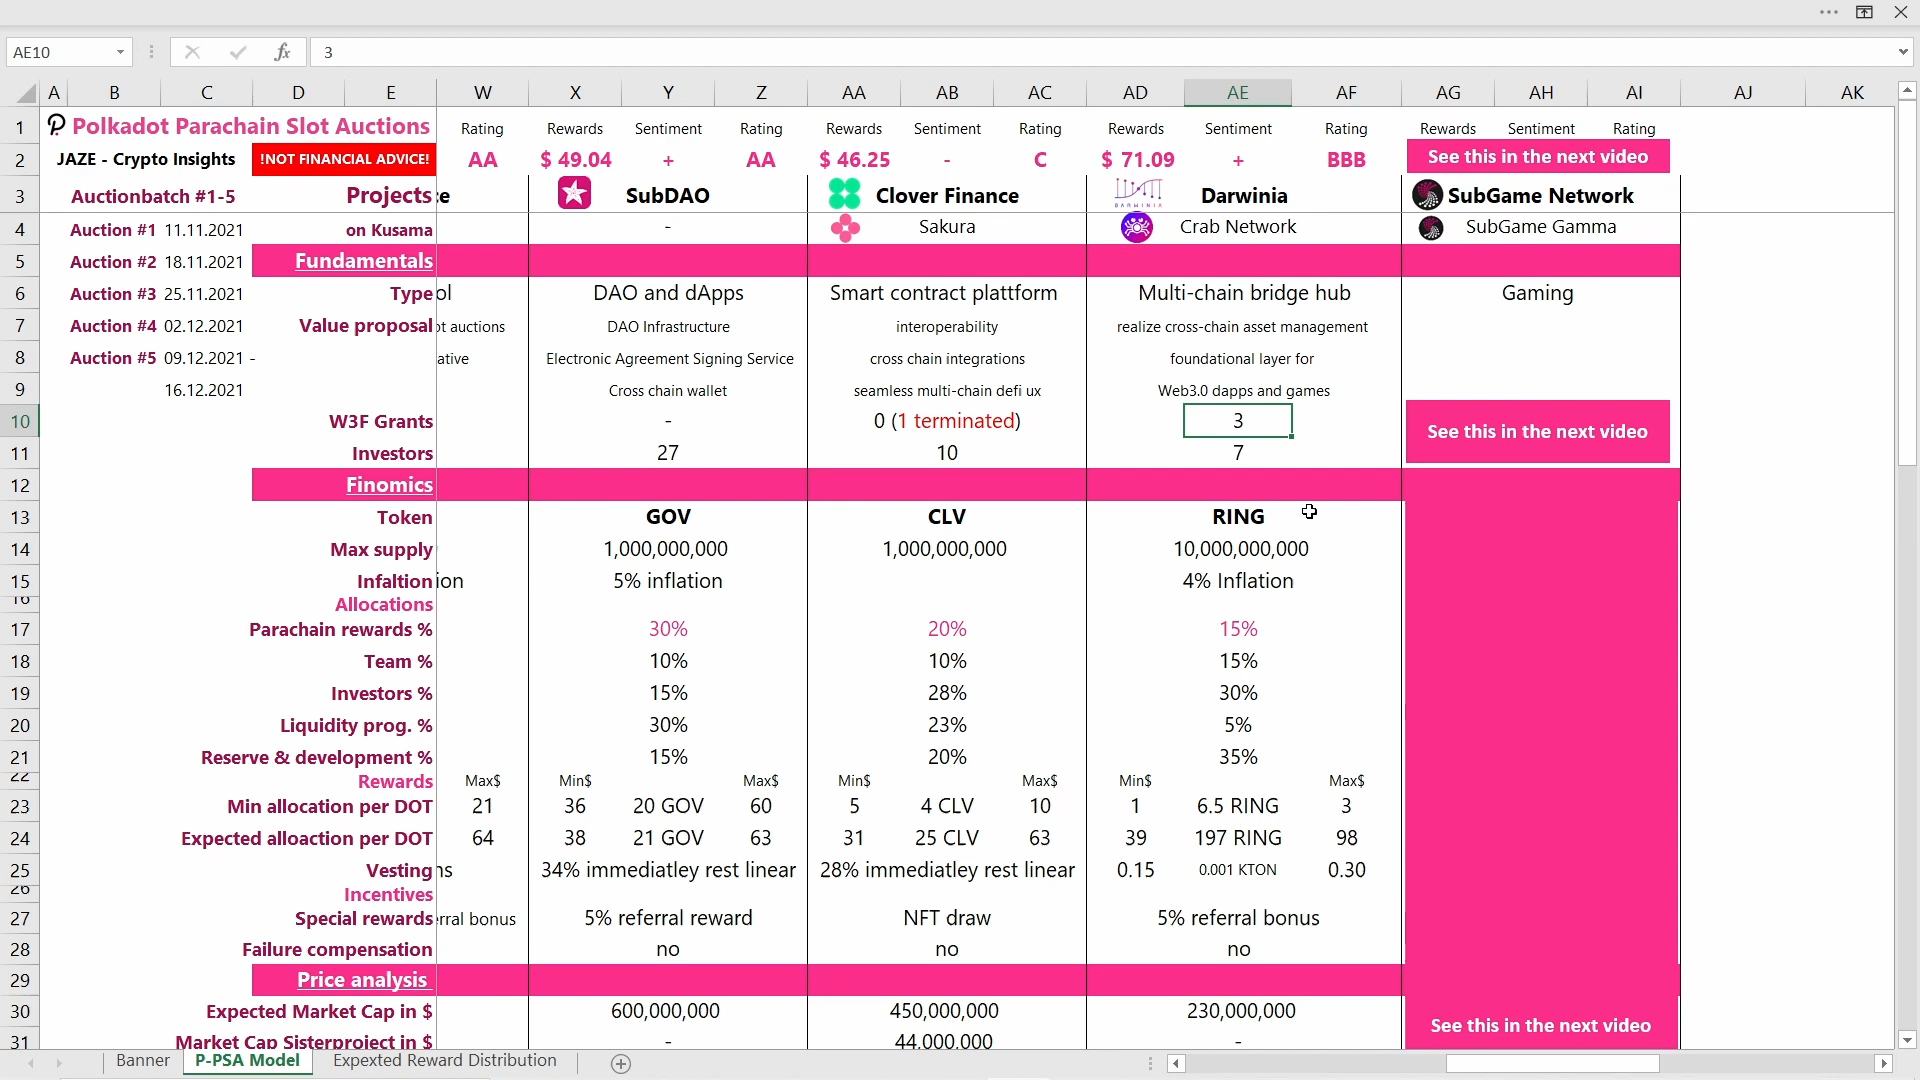 AE10
fx
3
A B C D E W X Y Z AA AB AC AD AE AF AG AH AI AJ AK
1 Polkadot Parachain Slot Auctions Rating Rewards Sentiment Rating Rewards Sentiment Rating Rewards Sentiment Rating Rewards Sentiment Rating
2 JAZE - Crypto Insights !NOT FINANCIAL ADVICE! AA $ 49.04 + AA $ 46.25 - C $ 71.09 + BBB See this in the next video
3 Auctionbatch #1-5 Projects :e SubDAO Clover Finance DARWINIA Darwinia SubGame Network
4 Auction #1 11.11.2021 on Kusama - Sakura Crab Network SubGame Gamma
5 Auction #2 18.11.2021 Fundamentals
6 Auction #3 25.11.2021 Type ol DAO and dApps Smart contract plattform Multi-chain bridge hub Gaming
7 Auction #4 02.12.2021 Value proposal ot auctions DAO Infrastructure interoperability realize cross-chain asset management
8 Auction #5 09.12.2021 - ative Electronic Agreement Signing Service cross chain integrations foundational layer for
9 16.12.2021 Cross chain wallet seamless multi-chain defi ux Web3.0 dapps and games
10 W3F Grants - 0 (1 terminated) 3 See this in the next video
11 Investors 27 10 7
12 Finomics
13 Token GOV CLV RING
14 Max supply 1,000,000,000 1,000,000,000 10,000,000,000
15 Infaltion ion 5% inflation 4% Inflation
16 Allocations
17 Parachain rewards % 30% 20% 15%
18 Team % 10% 10% 15%
19 Investors % 15% 28% 30%
20 Liquidity prog. % 30% 23% 5%
21 Reserve & development % 15% 20% 35%
22 Rewards Max$ Min$ Max$ Min$ Max$ Min$ Max$
23 Min allocation per DOT 21 36 20 GOV 60 5 4 CLV 10 1 6.5 RING 3
24 Expected alloaction per DOT 64 38 21 GOV 63 31 25 CLV 63 39 197 RING 98
25 Vesting ns 34% immediatley rest linear 28% immediatley rest linear 0.15 0.001 KTON 0.30
26 Incentives
27 Special rewards rral bonus 5% referral reward NFT draw 5% referral bonus
28 Failure compensation no no no
29 Price analysis
30 Expected Market Cap in $ 600,000,000 450,000,000 230,000,000 See this in the next video
31 Market Cap Sisterproject in $ - 44,000,000 -
Banner P-PSA Model Expexted Reward Distribution